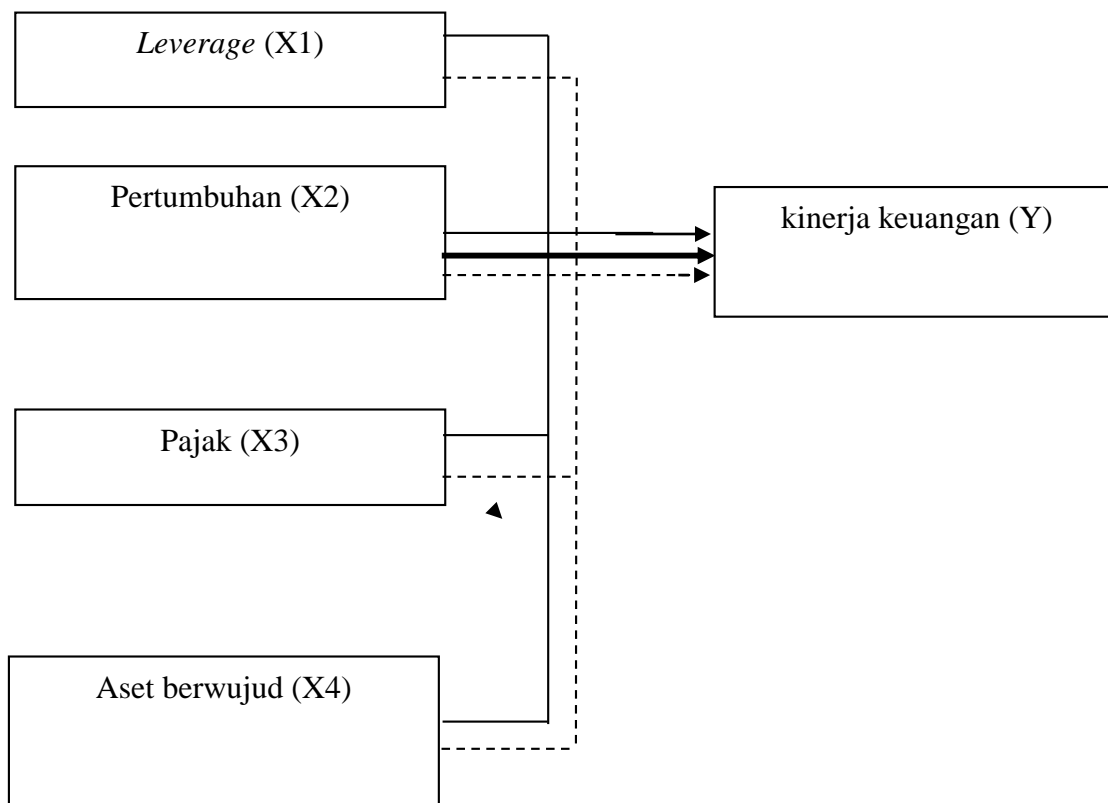 Leverage (X1)
Pertumbuhan (X2)
kinerja keuangan (Y)
Pajak (X3)
Aset berwujud (X4)